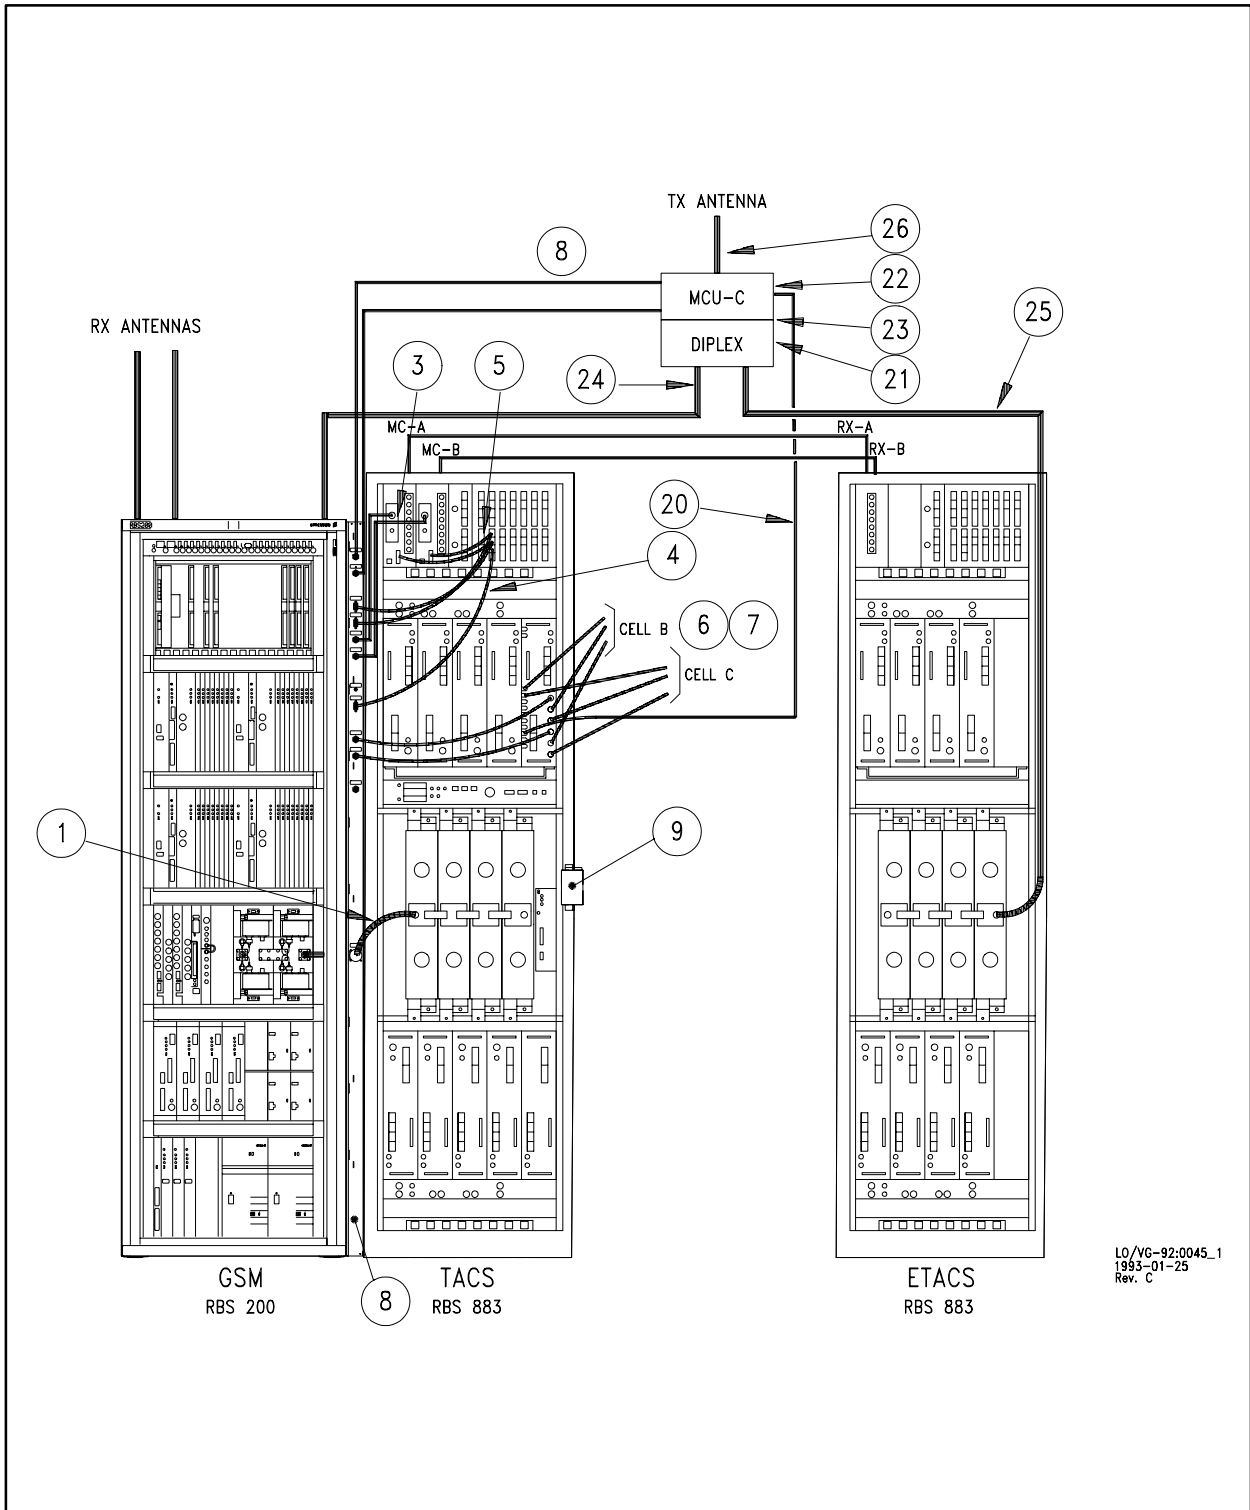 TX ANTENNA
26
8
22
MCU-C
25
RX ANTENNAS
23
DIPLEX
3
5
24
21
MC-A
RX-A
MC-B
RX-B
20
4
CELL B
6
7
CELL C
1
9
GSM
RBS 200
8
TACS
RBS 883
ETACS
RBS 883
LO/VG-92:0045_1
1993-01-25
Rev. C